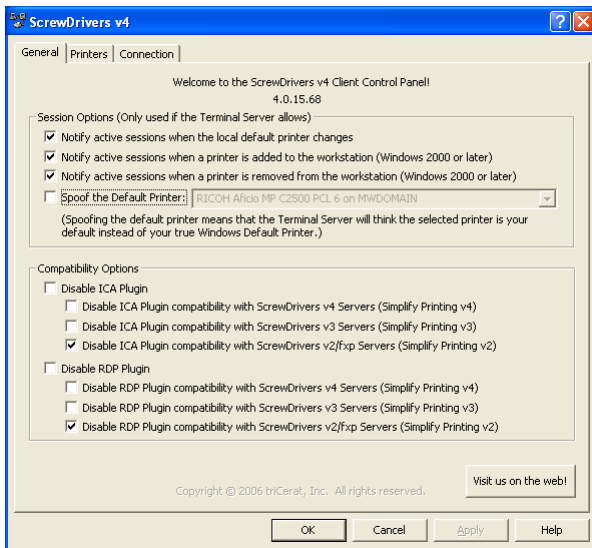 ScrewDrivers v4
General Printers Connection
Welcome to the ScrewDrivers v4 Client Control Panel!
4.0.15.68
Session Options (Only used if the Terminal Server allows)
Notify active sessions when the local default printer changes
Notify active sessions when a printer is added to the workstation (Windows 2000 or later)
Notify active sessions when a printer is removed from the workstation (Windows 2000 or later)
Spoof the Default Printer: RICOH Aficio MP C2500 PCL 6 on MWDOMAIN
(Spoofing the default printer means that the Terminal Server will think the selected printer is your
default instead of your true Windows Default Printer.)
Compatibility Options
Disable ICA Plugin
Disable ICA Plugin compatibility with ScrewDrivers v4 Servers (Simplify Printing v4)
Disable ICA Plugin compatibility with ScrewDrivers v3 Servers (Simplify Printing v3)
Disable ICA Plugin compatibility with ScrewDrivers v2/fxp Servers (Simplify Printing v2)
Disable RDP Plugin
Disable RDP Plugin compatibility with ScrewDrivers v4 Servers (Simplify Printing v4)
Disable RDP Plugin compatibility with ScrewDrivers v3 Servers (Simplify Printing v3)
Disable RDP Plugin compatibility with ScrewDrivers v2/fxp Servers (Simplify Printing v2)
Visit us on the web!
Copyright © 2006 triCerat, Inc. All rights reserved.
OK Cancel Apply Help